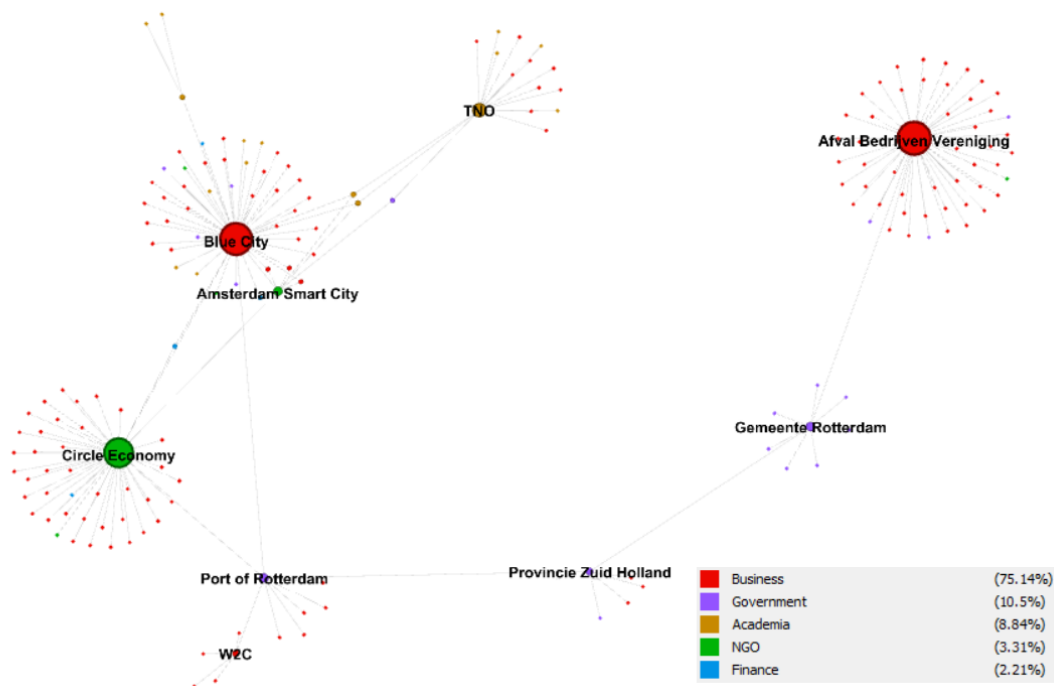 TNO
Afval Bedrijven Vereniging
Blue City
Amsterdam Smart City
Gemeente Rotterdam
Circle Economy
Port of Rotterdam
Provincie Zuid Holland
W2C
Business (75.14%)
Government (10.5%)
Academia (8.84%)
NGO (3.31%)
Finance (2.21%)